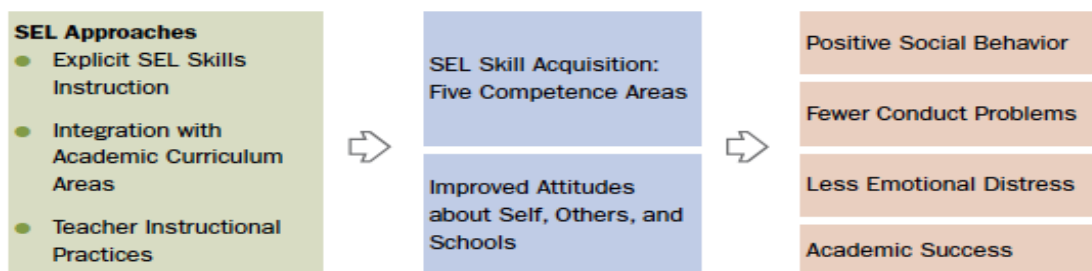 SEL Approaches
● Explicit SEL Skills
Instruction
● Integration with
Academic Curriculum
Areas
● Teacher Instructional
Practices
SEL Skill Acquisition:
Five Competence Areas
Improved Attitudes
about Self, Others, and
Schools
Positive Social Behavior
Fewer Conduct Problems
Less Emotional Distress
Academic Success